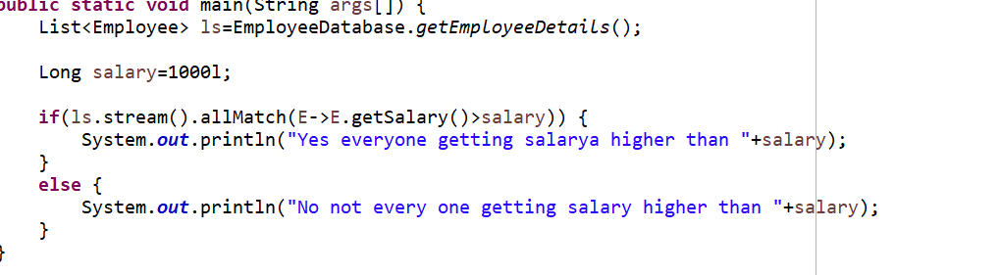 public static void main(String args[]) {
List<Employee> ls=EmployeeDatabase.getEmployeeDetails();
Long salary=1000l;
if(ls.stream().allMatch(E->E.getSalary()>salary)) {
System.out.println("Yes everyone getting salarya higher than "+salary);
}
else {
System.out.println("No not every one getting salary higher than "+salary);
}
}